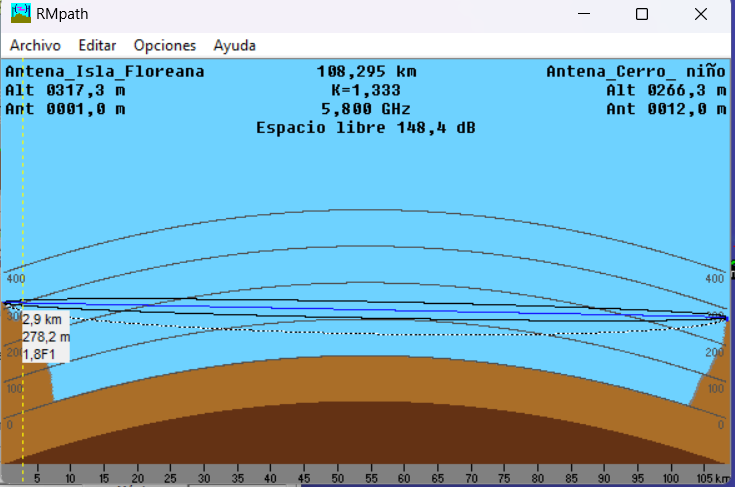 RMpath
Archivo Editar Opciones Ayuda
Antena_Isla_Floreana 108,295 km Antena_Cerro_ niño
Alt 0317,3 m K=1,333 Alt 0266,3 m
Ant 0001,0 m 5,800 GHz Ant 0012,0 m
Espacio libre 148,4 dB
400 400
300 300
2,9 km
278,2 m
200 200
1,8F1
100 100
0 0
5 10 15 20 25 30 35 40 45 50 55 60 65 70 75 80 85 90 95 100 105 km